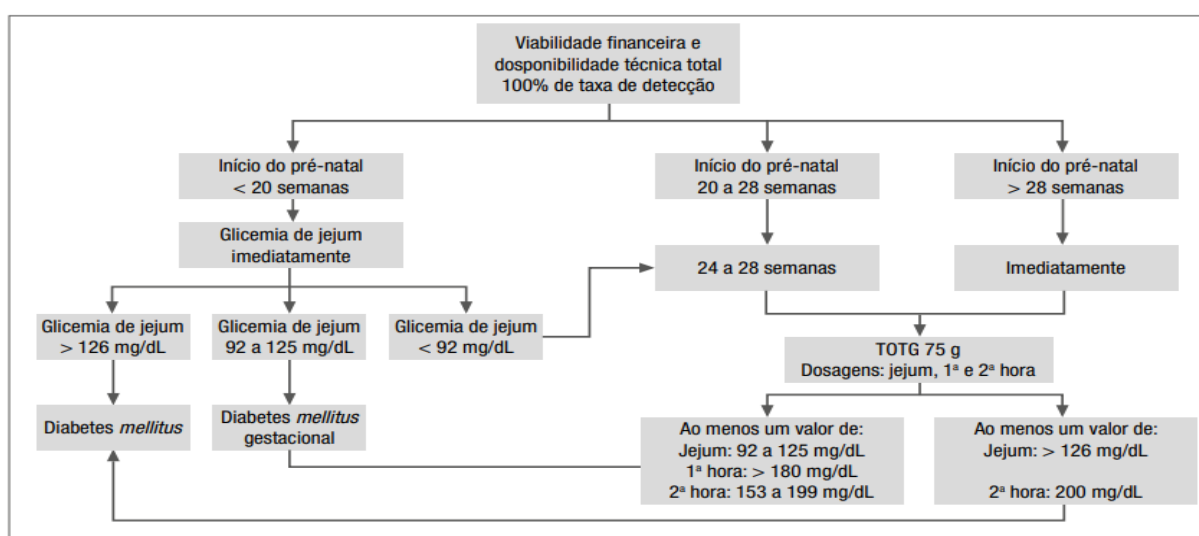 Viabilidade financeira e
dosponibilidade técnica total
100% de taxa de detecção
Início do pré-natal
< 20 semanas
Início do pré-natal
20 a 28 semanas
Início do pré-natal
> 28 semanas
Glicemia de jejum
imediatamente
24 a 28 semanas
Imediatamente
Glicemia de jejum
> 126 mg/dL
Glicemia de jejum
92 a 125 mg/dL
Glicemia de jejum
< 92 mg/dL
TOTG 75 g
Dosagens: jejum, 1ª e 2ª hora
Diabetes mellitus
Diabetes mellitus
gestacional
Ao menos um valor de:
Jejum: 92 a 125 mg/dL
1ª hora: > 180 mg/dL
2ª hora: 153 a 199 mg/dL
Ao menos um valor de:
Jejum: > 126 mg/dL
2ª hora: 200 mg/dL